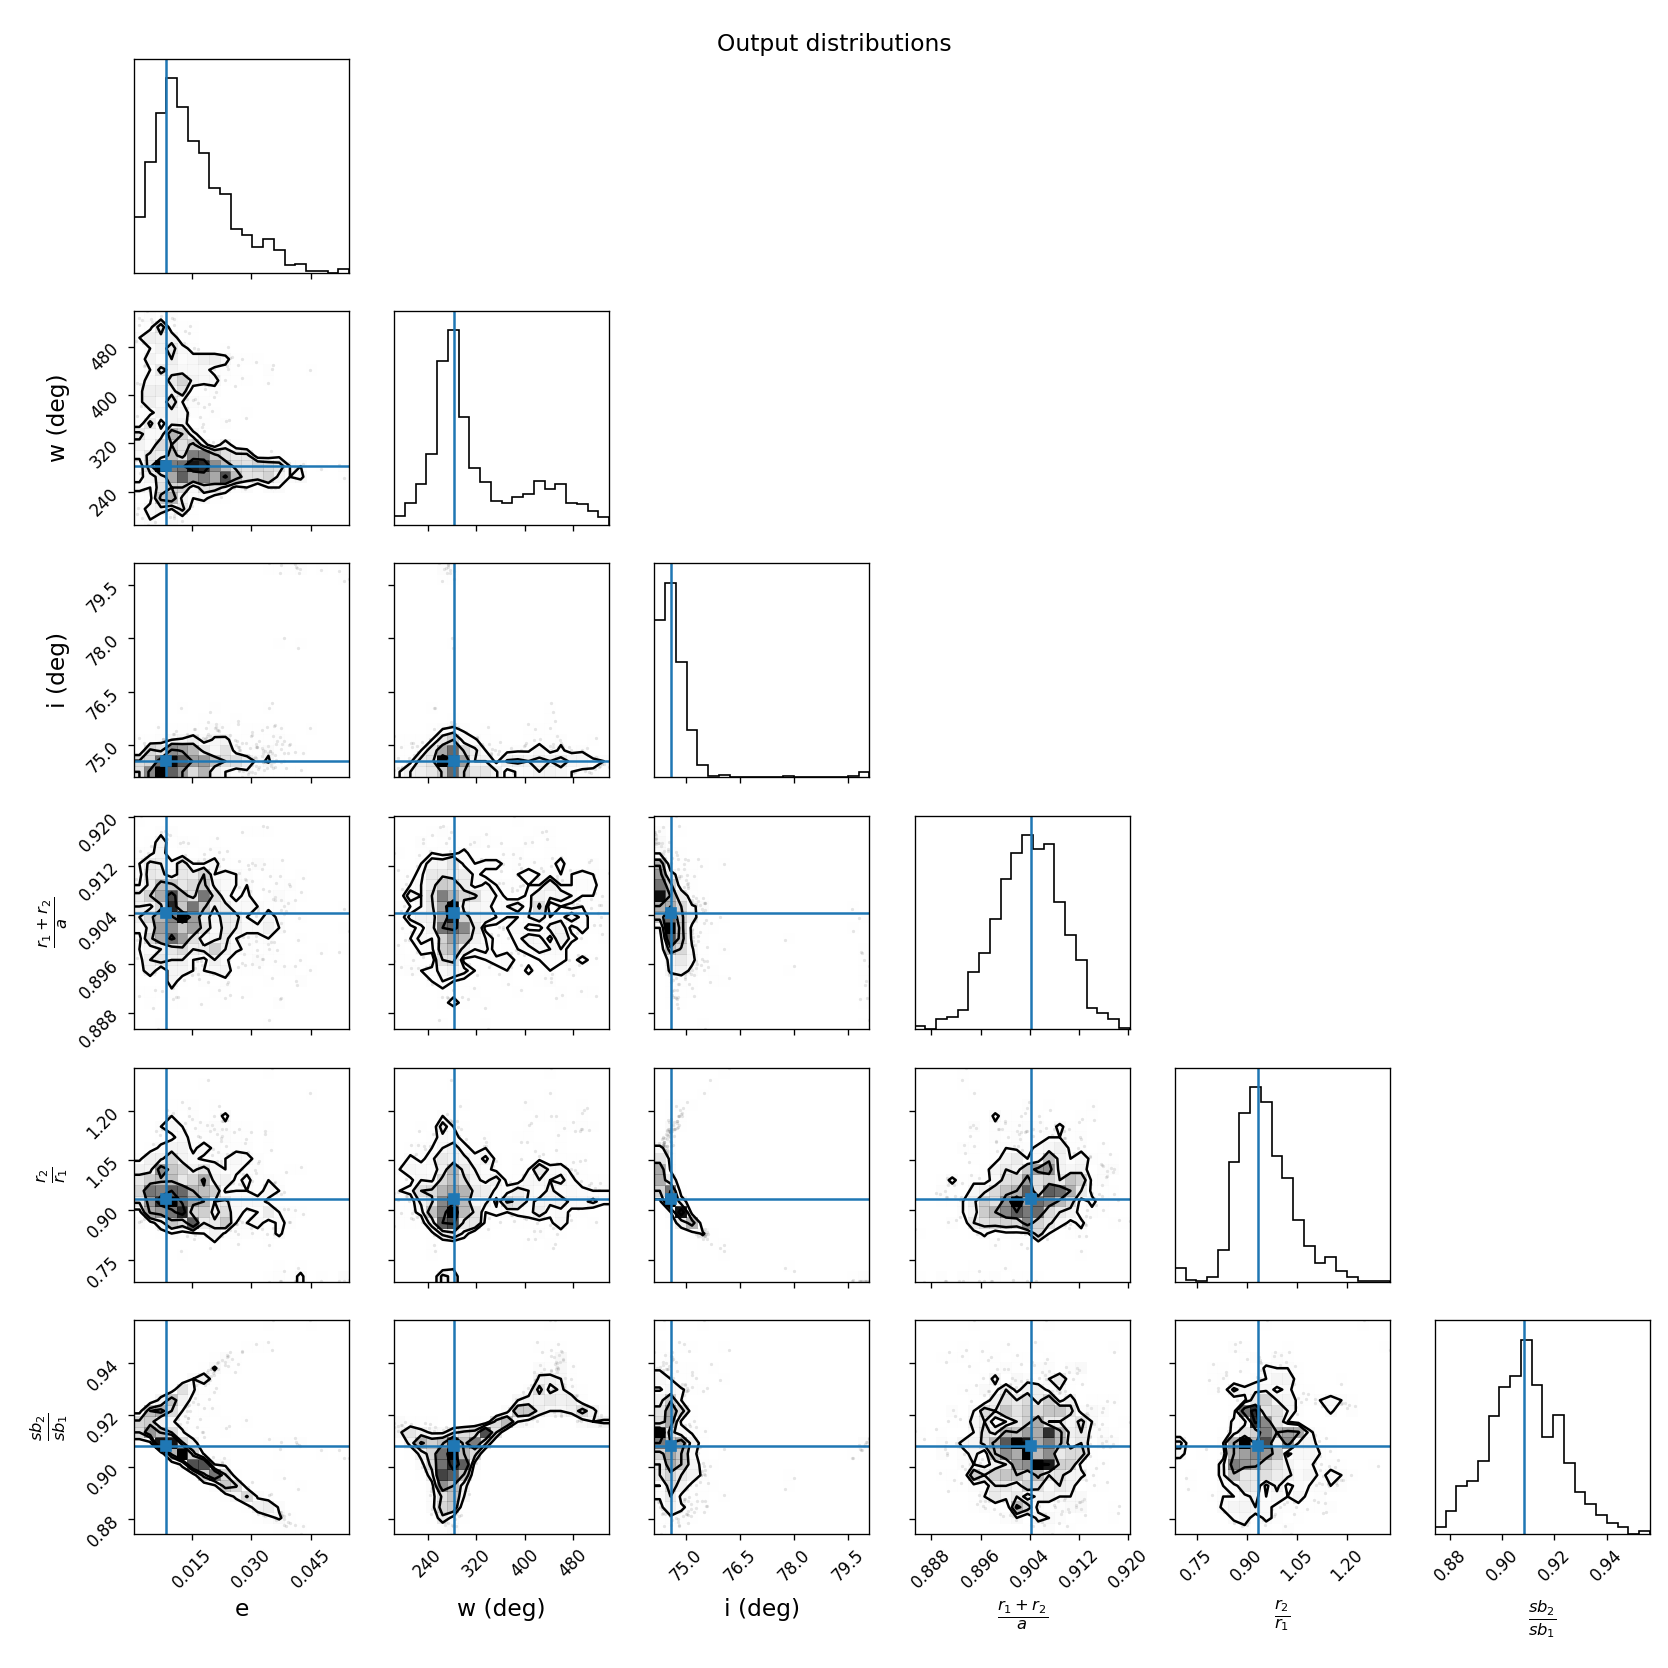 Output distributions
w (deg)
480
400
320
240
i (deg)
79.5
78.0
76.5
75.0
r1 + r2
a
0.920
0.912
0.904
0.896
0.888
r2
r1
1.20
1.05
0.90
0.75
sb2
sb1
0.94
0.92
0.90
0.88
0.015 0.030 0.045 240 320 400 480 75.0 76.5 78.0 79.5 0.888 0.896 0.904 0.912 0.920 0.75 0.90 1.05 1.20 0.88 0.90 0.92 0.94
e w (deg) i (deg) r1 + r2 r2 sb2
a r1 sb1